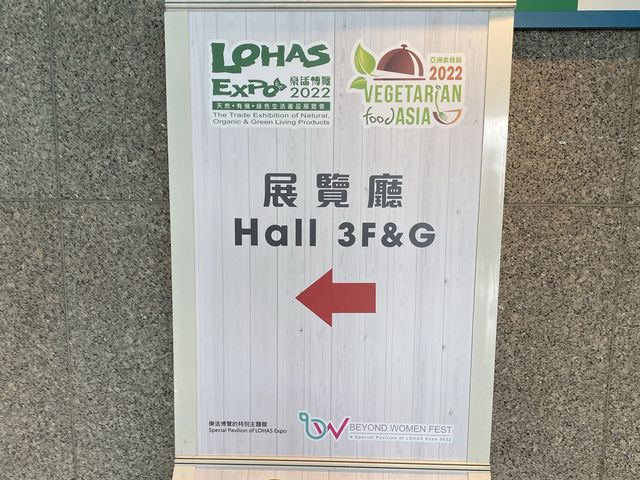 LOHAS
EXPO 樂活博覽
2022
天然•有機•綠色生活產品展覽會
The Trade Exhibition of Natural,
Organic & Green Living Products
亞洲素食展
2022
VEGETARIAN
food ASIA
展覽廳
Hall 3F&G
樂活博覽的特別主題館
Special Pavilion of LOHAS Expo
BW BEYOND WOMEN FEST
A Special Pavilion of LOHAS Expo 2022